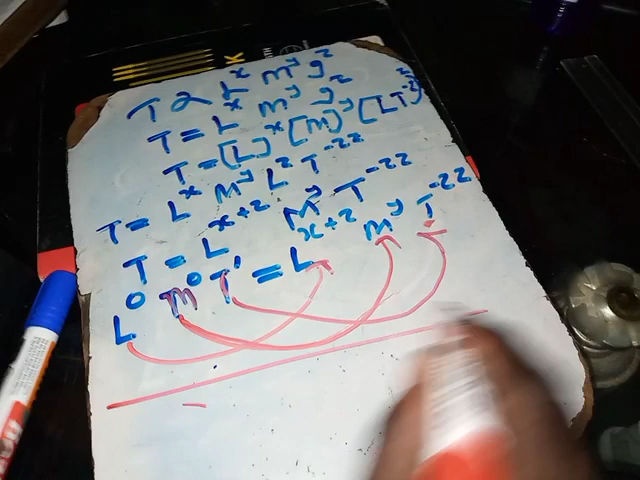 T α L^x m^y g^z
T = L^x m^y g^z
T = [L]^x [m]^y [LT^-2]^z
T = L^x m^y L^z T^-2z
T = L^x+z m^y T^-2z
L^0 m^0 T^1 = L^x+z m^y T^-2z